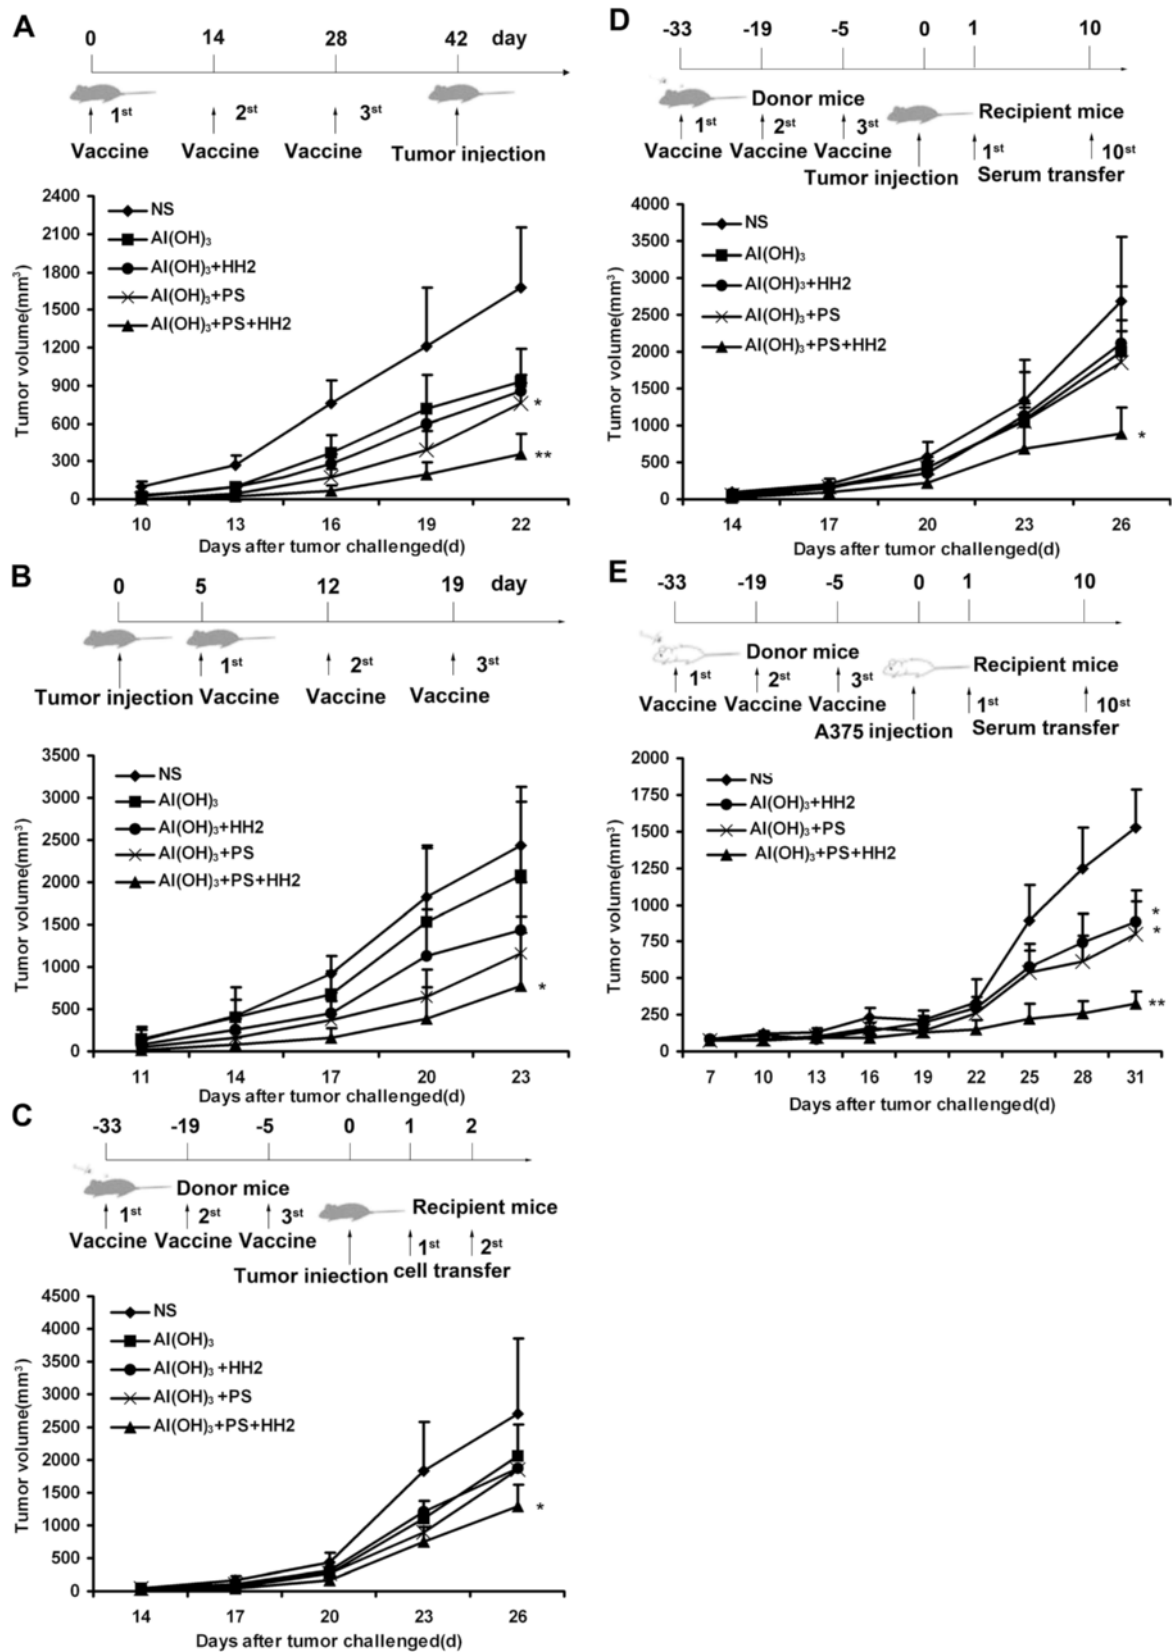 A
0 14 28 42 day
1st 2st 3st
Vaccine Vaccine Vaccine Tumor injection
2400
2100
1800
1500
1200
900
600
300
0
Tumor volume(mm3)
NS
Al(OH)3
Al(OH)3+HH2
Al(OH)3+PS
Al(OH)3+PS+HH2
*
**
10 13 16 19 22
Days after tumor challenged(d)
B
0 5 12 19 day
1st 2st 3st
Tumor injection Vaccine Vaccine Vaccine
3500
3000
2500
2000
1500
1000
500
0
Tumor volume(mm3)
NS
Al(OH)3
Al(OH)3+HH2
Al(OH)3+PS
Al(OH)3+PS+HH2
*
11 14 17 20 23
Days after tumor challenged(d)
C
-33 -19 -5 0 1 2
Donor mice
Recipient mice
1st 2st 3st
Vaccine Vaccine Vaccine
1st 2st
Tumor injection cell transfer
4500
4000
3500
3000
2500
2000
1500
1000
500
0
Tumor volume(mm3)
NS
Al(OH)3
Al(OH)3 +HH2
Al(OH)3 +PS
Al(OH)3+PS+HH2
*
14 17 20 23 26
Days after tumor challenged(d)
D
-33 -19 -5 0 1 10
Donor mice
Recipient mice
1st 2st 3st
Vaccine Vaccine Vaccine
1st 10st
Tumor injection Serum transfer
4000
3500
3000
2500
2000
1500
1000
500
0
Tumor volume(mm3)
NS
Al(OH)3
Al(OH)3+HH2
Al(OH)3+PS
Al(OH)3+PS+HH2
*
14 17 20 23 26
Days after tumor challenged(d)
E
-33 -19 -5 0 1 10
Donor mice
Recipient mice
1st 2st 3st
Vaccine Vaccine Vaccine
1st 10st
A375 injection Serum transfer
2000
1750
1500
1250
1000
750
500
250
0
Tumor volume(mm3)
NS
Al(OH)3+HH2
Al(OH)3+PS
Al(OH)3+PS+HH2
*
*
**
7 10 13 16 19 22 25 28 31
Days after tumor challenged(d)